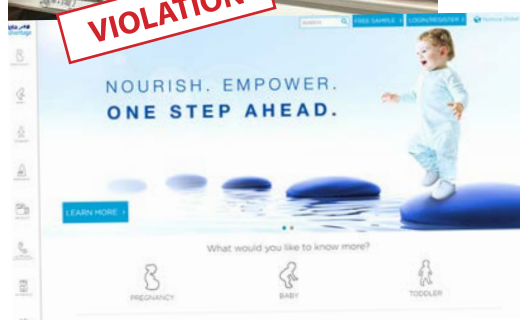 VIOLATION
SEARCH
FREE SAMPLE >
LOGIN/REGISTER >
NOURISH. EMPOWER.
ONE STEP AHEAD.
LEARN MORE >
What would you like to know more?
PREGNANCY
BABY
TODDLER